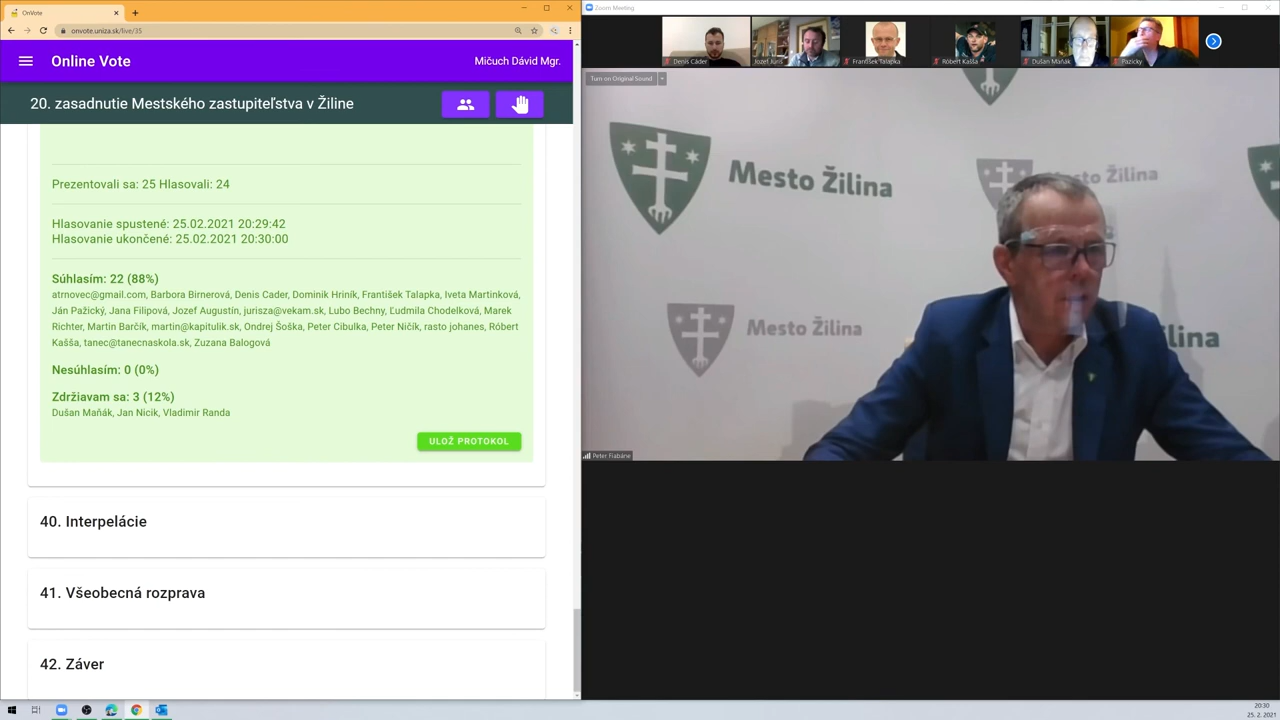 OnVote
onvote.uniza.sk/live/35
Online Vote
Mičuch Dávid Mgr.
20. zasadnutie Mestského zastupiteľstva v Žiline
Prezentovali sa: 25 Hlasovali: 24
Hlasovanie spustené: 25.02.2021 20:29:42
Hlasovanie ukončené: 25.02.2021 20:30:00
Súhlasím: 22 (88%)
atrnovec@gmail.com, Barbora Birnerová, Denis Cader, Dominik Hriník, František Talapka, Iveta Martinková,
Ján Pažický, Jana Filipová, Jozef Augustín, jurisza@vekam.sk, Lubo Bechny, Ľudmila Chodelková, Marek
Richter, Martin Barčík, martin@kapitulik.sk, Ondrej Šoška, Peter Cibulka, Peter Ničík, rasto johanes, Róbert
Kašša, tanec@tanecnaskola.sk, Zuzana Balogová
Nesúhlasím: 0 (0%)
Zdržiavam sa: 3 (12%)
Dušan Maňák, Jan Nicik, Vladimir Randa
ULOŽ PROTOKOL
40. Interpelácie
41. Všeobecná rozprava
42. Záver
Zoom Meeting
Denis Cáder
Jozef Juriš
František Talapka
Róbert Kašša
Dušan Maňák
Pazicky
Turn on Original Sound
Mesto Žilina
Mesto Žilina
Mesto Žilina
ilina
Peter Fiabáne
20:30
25. 2. 2021